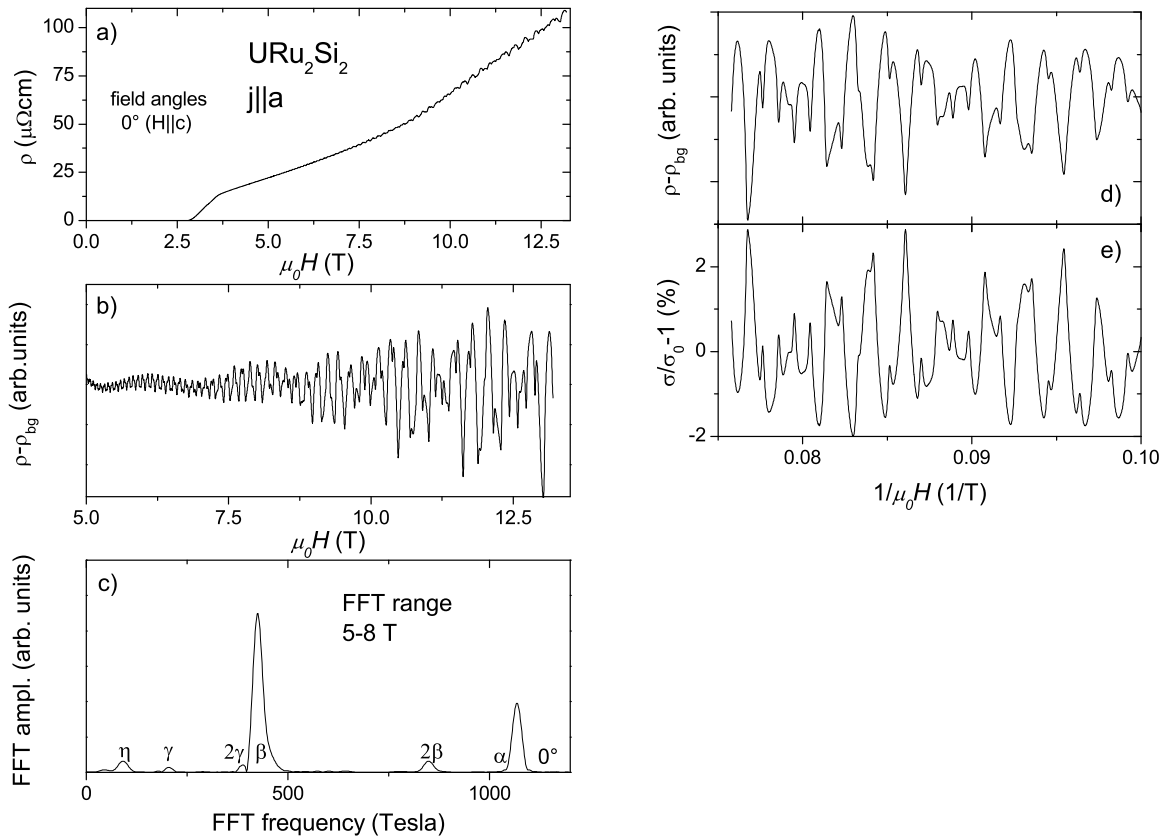 a)
URu₂Si₂
j||a
field angles
0° (H||c)
ρ (μΩcm)
100
75
50
25
0
0.0 2.5 5.0 7.5 10.0 12.5
μ₀H (T)
b)
ρ-ρbg (arb.units)
5.0 7.5 10.0 12.5
μ₀H (T)
c)
FFT range
5-8 T
FFT ampl. (arb. units)
η γ 2γ β 2β α 0°
0 500 1000
FFT frequency (Tesla)
ρ-ρbg (arb. units)
d)
e)
σ/σ₀-1 (%)
2
0
-2
0.08 0.09 0.10
1/μ₀H (1/T)